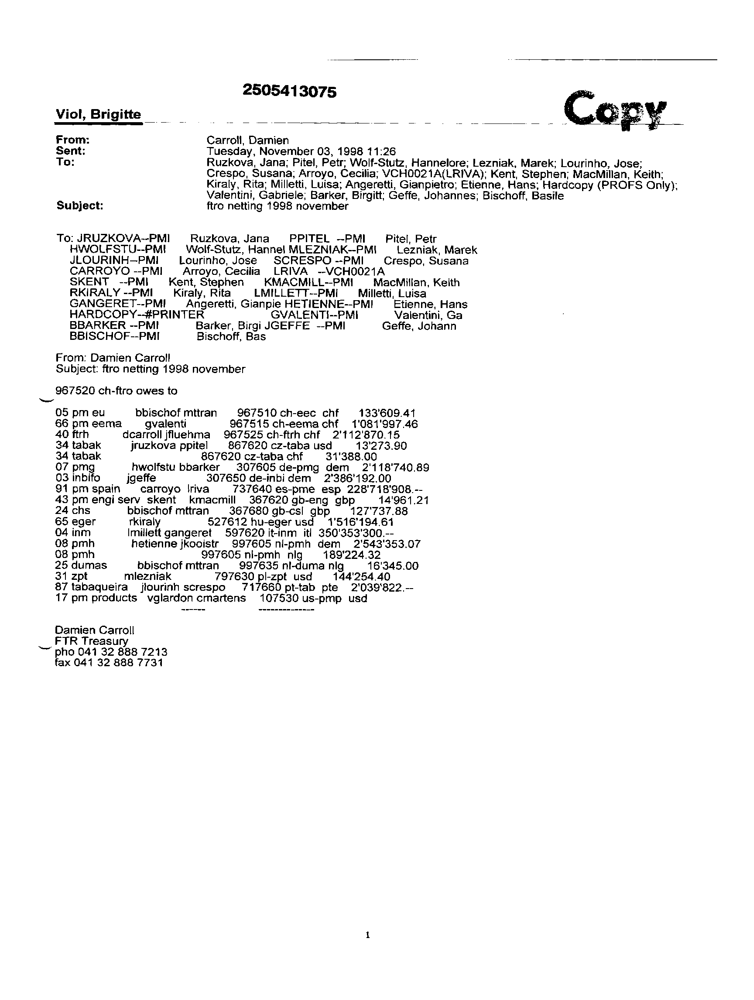 2505413075
Copy
Viol, Brigitte
From: Carroll, Damien
Sent: Tuesday, November 03, 1998 11:26
To: Ruzkova, Jana; Pitel, Petr; Wolf-Stutz, Hannelore; Lezniak, Marek; Lourinho, Jose;
Crespo, Susana; Arroyo, Cecilia; VCH0021A(LRIVA); Kent, Stephen; MacMillan, Keith;
Kiraly, Rita; Milletti, Luisa; Angeretti, Gianpietro; Etienne, Hans; Hardcopy (PROFS Only);
Valentini, Gabriele; Barker, Birgitt; Geffe, Johannes; Bischoff, Basile
Subject: ftro netting 1998 november
To: JRUZKOVA--PMI Ruzkova, Jana PPITEL --PMI Pitel, Petr
HWOLFSTU--PMI Wolf-Stutz, Hannel MLEZNIAK--PMI Lezniak, Marek
JLOURINH--PMI Lourinho, Jose SCRESPO --PMI Crespo, Susana
CARROYO --PMI Arroyo, Cecilia LRIVA --VCH0021A
SKENT --PMI Kent, Stephen KMACMILL--PMI MacMillan, Keith
RKIRALY --PMI Kiraly, Rita LMILLETT--PMI Milletti, Luisa
GANGERET--PMI Angeretti, Gianpie HETIENNE--PMI Etienne, Hans
HARDCOPY--#PRINTER GVALENTI--PMI Valentini, Ga
BBARKER --PMI Barker, Birgi JGEFFE --PMI Geffe, Johann
BBISCHOF--PMI Bischoff, Bas
From: Damien Carroll
Subject: ftro netting 1998 november
967520 ch-ftro owes to
05 pm eu bbischof mttran 967510 ch-eec chf 133'609.41
66 pm eema gvalenti 967515 ch-eema chf 1'081'997.46
40 ftrh dcarroll jfluehma 967525 ch-ftrh chf 2'112'870.15
34 tabak jruzkova ppitel 867620 cz-taba usd 13'273.90
34 tabak 867620 cz-taba chf 31'388.00
07 pmg hwolfstu bbarker 307605 de-pmg dem 2'118'740.89
03 inbifo jgeffe 307650 de-inbi dem 2'386'192.00
91 pm spain carroyo lriva 737640 es-pme esp 228'718'908.--
43 pm engi serv skent kmacmill 367620 gb-eng gbp 14'961.21
24 chs bbischof mttran 367680 gb-csl gbp 127'737.88
65 eger rkiraly 527612 hu-eger usd 1'516'194.61
04 inm lmillett gangeret 597620 it-inm itl 350'353'300.--
08 pmh hetienne jkooistr 997605 nl-pmh dem 2'543'353.07
08 pmh 997605 nl-pmh nlg 189'224.32
25 dumas bbischof mttran 997635 nl-duma nlg 16'345.00
31 zpt mlezniak 797630 pl-zpt usd 144'254.40
87 tabaqueira jlourinh screspo 717660 pt-tab pte 2'039'822.--
17 pm products vglardon cmartens 107530 us-pmp usd
------ --------------
Damien Carroll
FTR Treasury
pho 041 32 888 7213
fax 041 32 888 7731
1